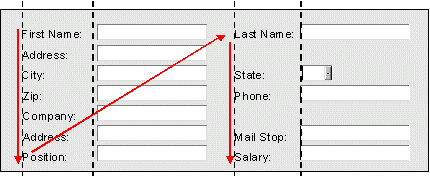 First Name:
Address:
City:
Zip:
Company:
Address:
Position:
Last Name:
State:
Phone:
Mail Stop:
Salary: